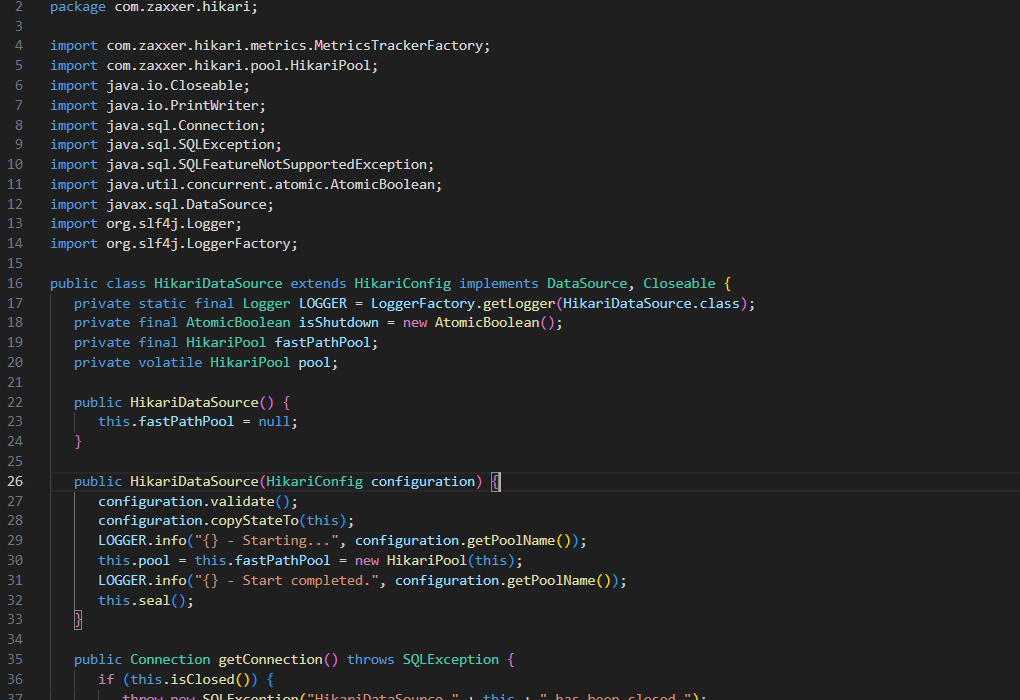 2 package com.zaxxer.hikari;
3
4 import com.zaxxer.hikari.metrics.MetricsTrackerFactory;
5 import com.zaxxer.hikari.pool.HikariPool;
6 import java.io.Closeable;
7 import java.io.PrintWriter;
8 import java.sql.Connection;
9 import java.sql.SQLException;
10 import java.sql.SQLFeatureNotSupportedException;
11 import java.util.concurrent.atomic.AtomicBoolean;
12 import javax.sql.DataSource;
13 import org.slf4j.Logger;
14 import org.slf4j.LoggerFactory;
15
16 public class HikariDataSource extends HikariConfig implements DataSource, Closeable {
17    private static final Logger LOGGER = LoggerFactory.getLogger(HikariDataSource.class);
18    private final AtomicBoolean isShutdown = new AtomicBoolean();
19    private final HikariPool fastPathPool;
20    private volatile HikariPool pool;
21
22    public HikariDataSource() {
23       this.fastPathPool = null;
24    }
25
26    public HikariDataSource(HikariConfig configuration) {
27       configuration.validate();
28       configuration.copyStateTo(this);
29       LOGGER.info("{} - Starting...", configuration.getPoolName());
30       this.pool = this.fastPathPool = new HikariPool(this);
31       LOGGER.info("{} - Start completed.", configuration.getPoolName());
32       this.seal();
33    }
34
35    public Connection getConnection() throws SQLException {
36       if (this.isClosed()) {
37          throw new SQLException("HikariDataSource " + this + " has been closed.");